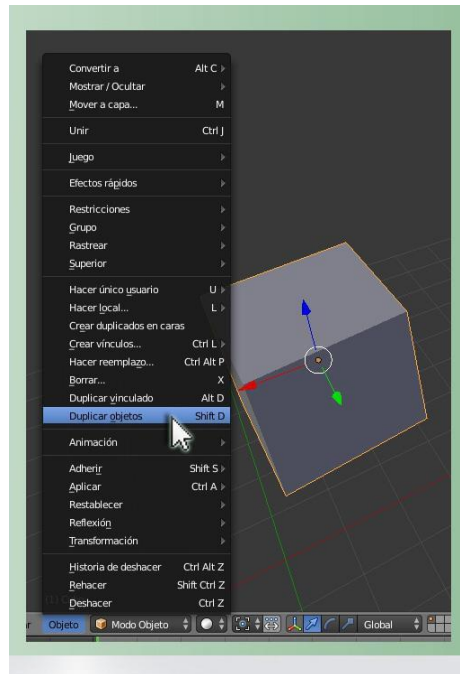 Convertir a Alt C
Mostrar / Ocultar
Mover a capa... M
Unir Ctrl J
Juego
Efectos rápidos
Restricciones
Grupo
Rastrear
Superior
Hacer único usuario U
Hacer local... L
Crear duplicados en caras
Crear vínculos... Ctrl L
Hacer reemplazo... Ctrl Alt P
Borrar... X
Duplicar vinculado Alt D
Duplicar objetos Shift D
Animación
Adherir Shift S
Aplicar Ctrl A
Restablecer
Reflexión
Transformación
Historia de deshacer Ctrl Alt Z
Rehacer Shift Ctrl Z
Deshacer Ctrl Z
Objeto Modo Objeto Global